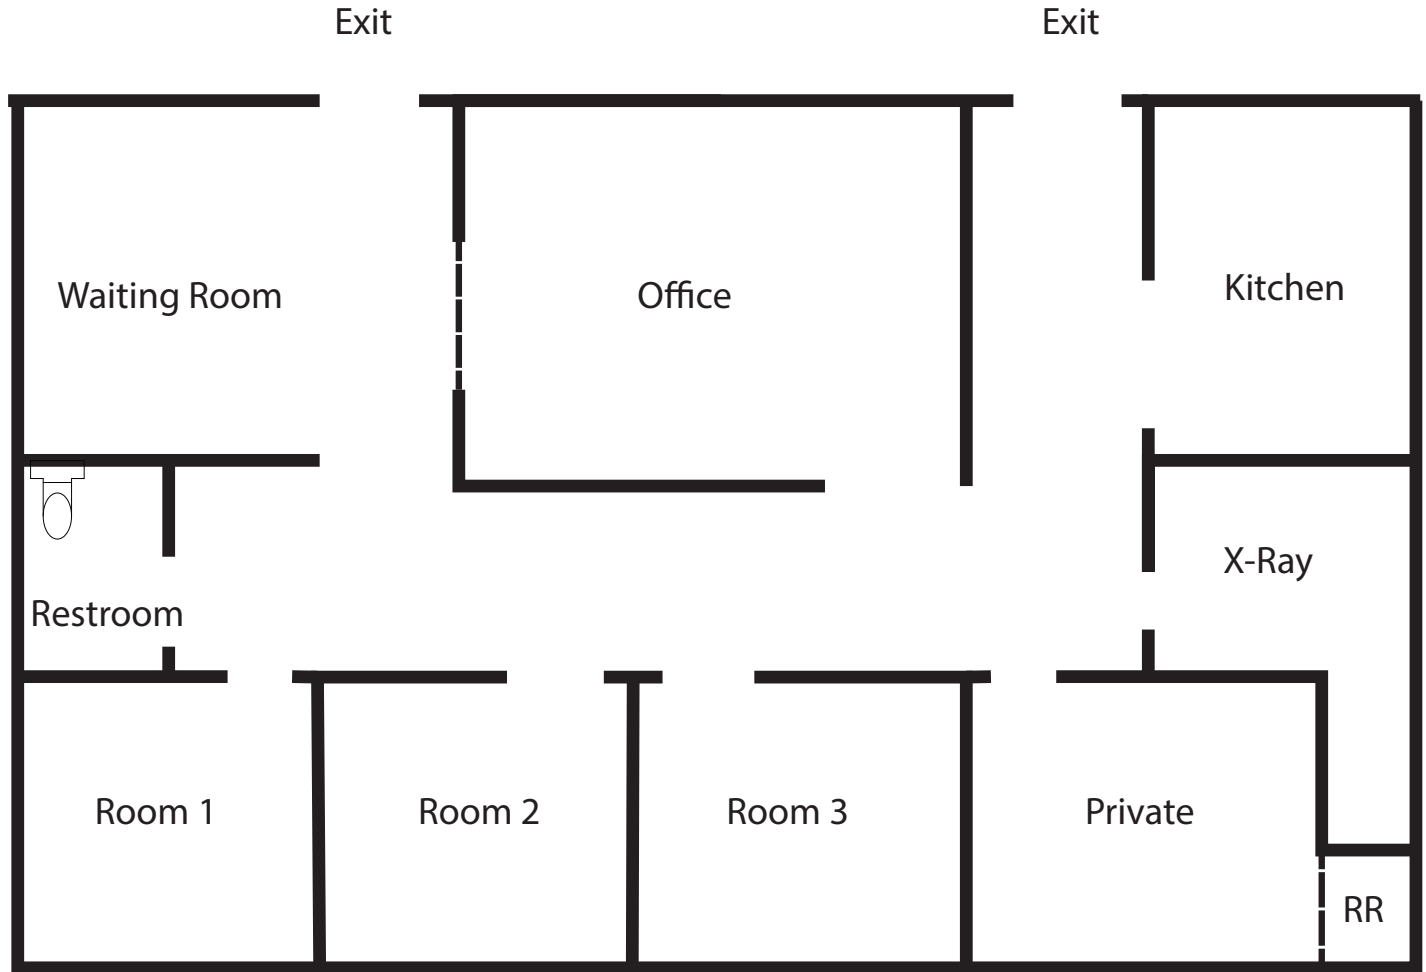 Exit
Exit
Waiting Room
Office
Kitchen
X-Ray
Restroom
Room 1
Room 2
Room 3
Private
RR